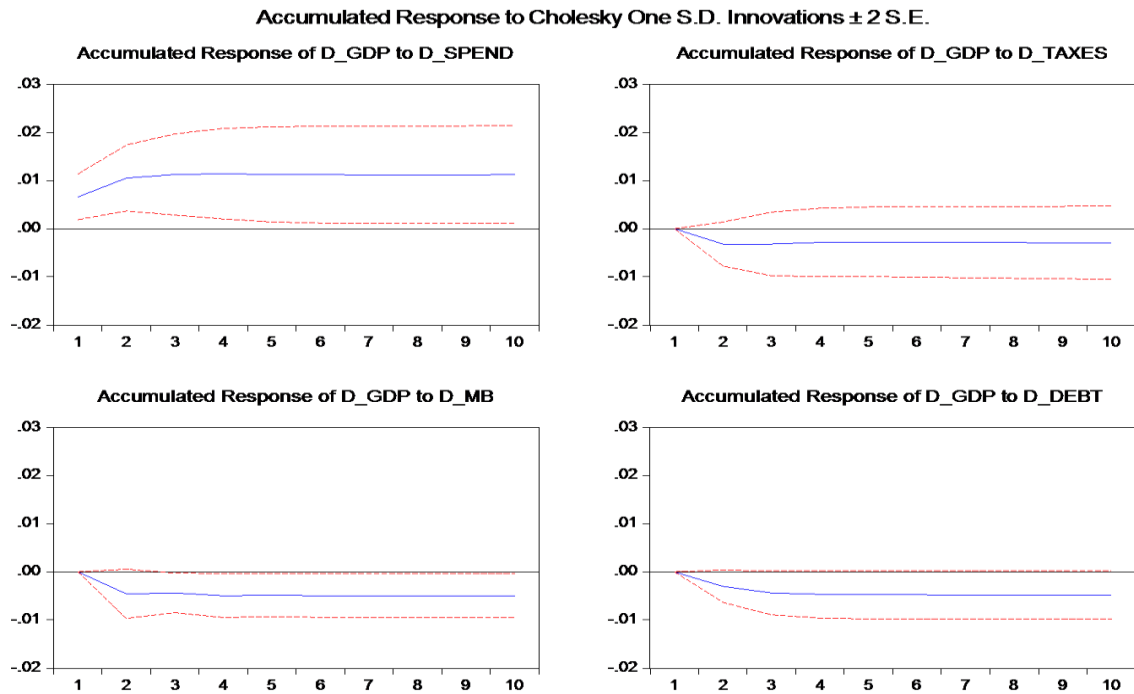 Accumulated Response to Cholesky One S.D. Innovations ± 2 S.E.
Accumulated Response of D_GDP to D_SPEND
.03
.02
.01
.00
-.01
-.02
1 2 3 4 5 6 7 8 9 10
Accumulated Response of D_GDP to D_TAXES
.03
.02
.01
.00
-.01
-.02
1 2 3 4 5 6 7 8 9 10
Accumulated Response of D_GDP to D_MB
.03
.02
.01
.00
-.01
-.02
1 2 3 4 5 6 7 8 9 10
Accumulated Response of D_GDP to D_DEBT
.03
.02
.01
.00
-.01
-.02
1 2 3 4 5 6 7 8 9 10